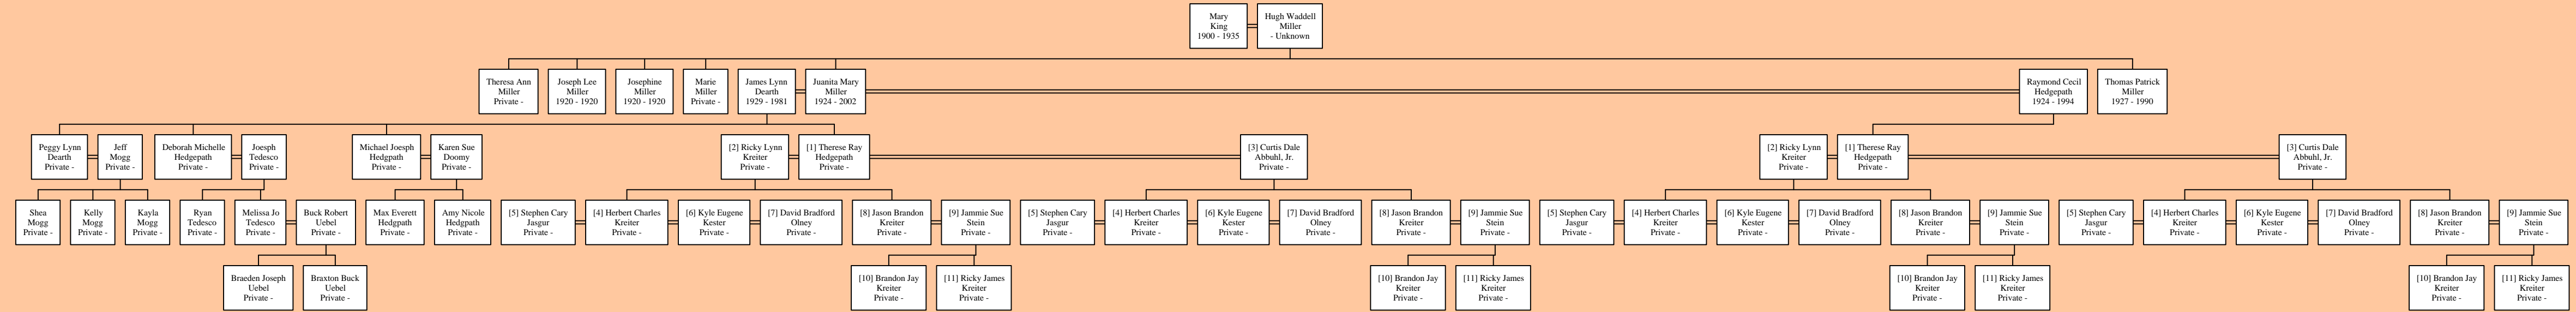 Mary
King
1900 - 1935
Hugh Waddell
Miller
- Unknown
Theresa Ann
Miller
Private -
Joseph Lee
Miller
1920 - 1920
Josephine
Miller
1920 - 1920
Marie
Miller
Private -
James Lynn
Dearth
1929 - 1981
Juanita Mary
Miller
1924 - 2002
Raymond Cecil
Hedgepath
1924 - 1994
Thomas Patrick
Miller
1927 - 1990
Peggy Lynn
Dearth
Private -
Jeff
Mogg
Private -
Deborah Michelle
Hedgepath
Private -
Joesph
Tedesco
Private -
Michael Joesph
Hedgpath
Private -
Karen Sue
Doomy
Private -
[2] Ricky Lynn
Kreiter
Private -
[1] Therese Ray
Hedgepath
Private -
[3] Curtis Dale
Abbuhl, Jr.
Private -
[2] Ricky Lynn
Kreiter
Private -
[1] Therese Ray
Hedgepath
Private -
[3] Curtis Dale
Abbuhl, Jr.
Private -
Shea
Mogg
Private -
Kelly
Mogg
Private -
Kayla
Mogg
Private -
Ryan
Tedesco
Private -
Melissa Jo
Tedesco
Private -
Buck Robert
Uebel
Private -
Max Everett
Hedgpath
Private -
Amy Nicole
Hedgpath
Private -
[5] Stephen Cary
Jasgur
Private -
[4] Herbert Charles
Kreiter
Private -
[6] Kyle Eugene
Kester
Private -
[7] David Bradford
Olney
Private -
[8] Jason Brandon
Kreiter
Private -
[9] Jammie Sue
Stein
Private -
[5] Stephen Cary
Jasgur
Private -
[4] Herbert Charles
Kreiter
Private -
[6] Kyle Eugene
Kester
Private -
[7] David Bradford
Olney
Private -
[8] Jason Brandon
Kreiter
Private -
[9] Jammie Sue
Stein
Private -
[5] Stephen Cary
Jasgur
Private -
[4] Herbert Charles
Kreiter
Private -
[6] Kyle Eugene
Kester
Private -
[7] David Bradford
Olney
Private -
[8] Jason Brandon
Kreiter
Private -
[9] Jammie Sue
Stein
Private -
[5] Stephen Cary
Jasgur
Private -
[4] Herbert Charles
Kreiter
Private -
[6] Kyle Eugene
Kester
Private -
[7] David Bradford
Olney
Private -
[8] Jason Brandon
Kreiter
Private -
[9] Jammie Sue
Stein
Private -
Braeden Joseph
Uebel
Private -
Braxton Buck
Uebel
Private -
[10] Brandon Jay
Kreiter
Private -
[11] Ricky James
Kreiter
Private -
[10] Brandon Jay
Kreiter
Private -
[11] Ricky James
Kreiter
Private -
[10] Brandon Jay
Kreiter
Private -
[11] Ricky James
Kreiter
Private -
[10] Brandon Jay
Kreiter
Private -
[11] Ricky James
Kreiter
Private -